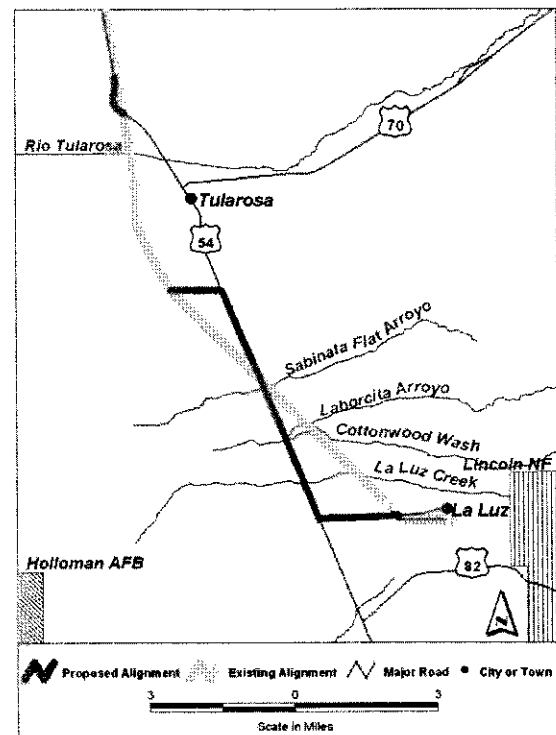 70
Rio Tularosa
Tularosa
54
Sabinata Flat Arroyo
Laborcita Arroyo
Cottonwood Wash
Lincoln NF
La Luz Creek
La Luz
Holloman AFB
82
N
Proposed Alignment Existing Alignment Major Road City or Town
3 0 3
Scale in Miles